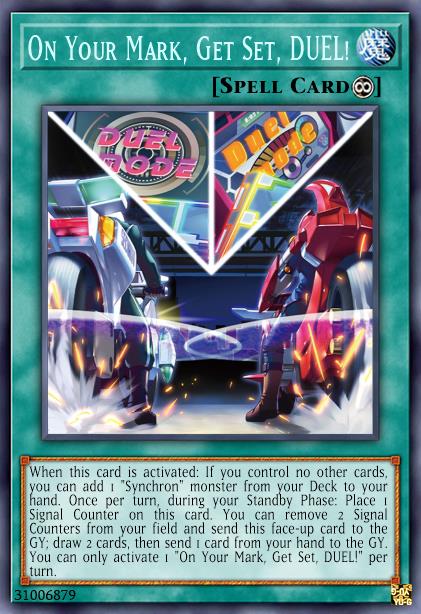 On Your Mark, Get Set, DUEL!
魔
[Spell Card]
DUEL
MODE
Duel
Mode
When this card is activated: If you control no other cards,
you can add 1 "Synchron" monster from your Deck to your
hand. Once per turn, during your Standby Phase: Place 1
Signal Counter on this card. You can remove 2 Signal
Counters from your field and send this face-up card to the
GY; draw 2 cards, then send 1 card from your hand to the GY.
You can only activate 1 "On Your Mark, Get Set, DUEL!" per
turn.
31006879